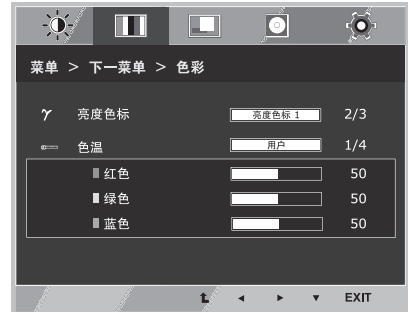 菜单 > 下一菜单 > 色彩
γ 亮度色标 亮度色标 1 2/3
色温 用户 1/4
红色 50
绿色 50
蓝色 50
EXIT